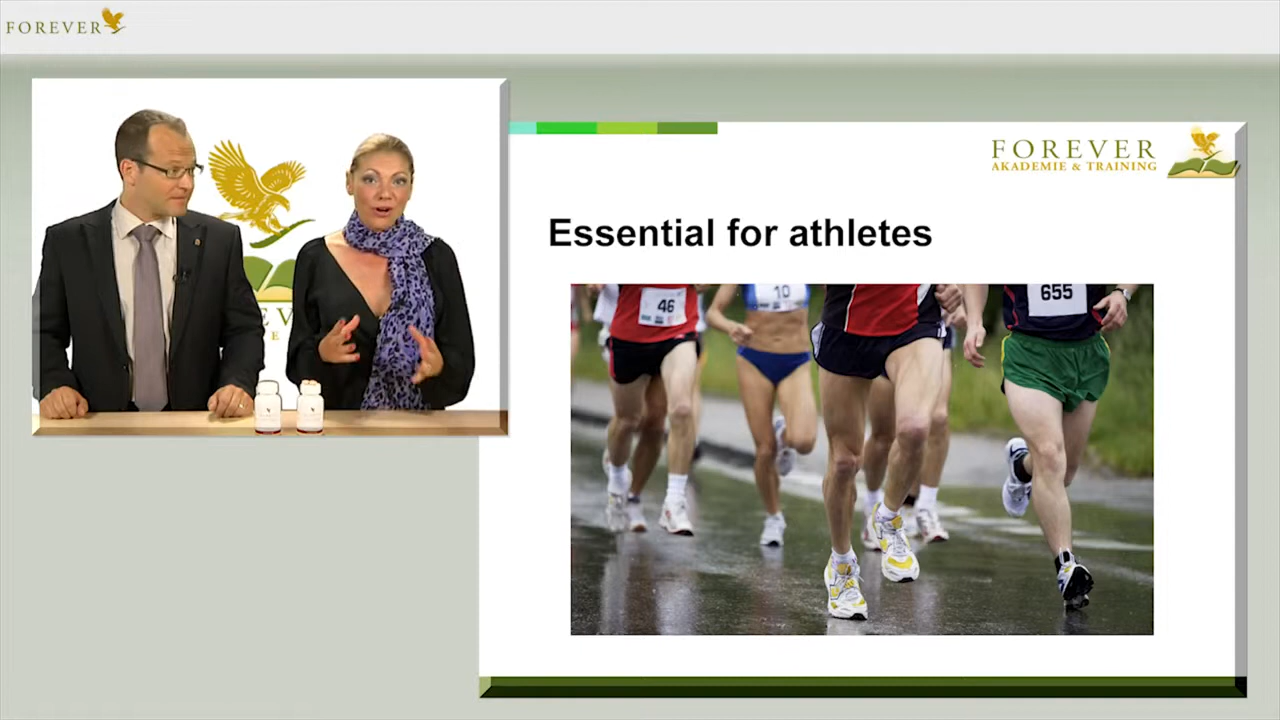 FOREVER
FOREVER
AKADEMIE & TRAINING
Essential for athletes
46
10
655